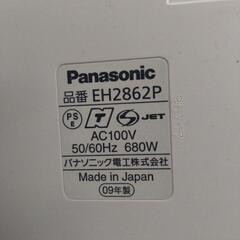 Panasonic
品番 EH2862P
PS
E
N
S JET
AC100V
50/60Hz 680W
パナソニック電工株式会社
Made in Japan
09年製